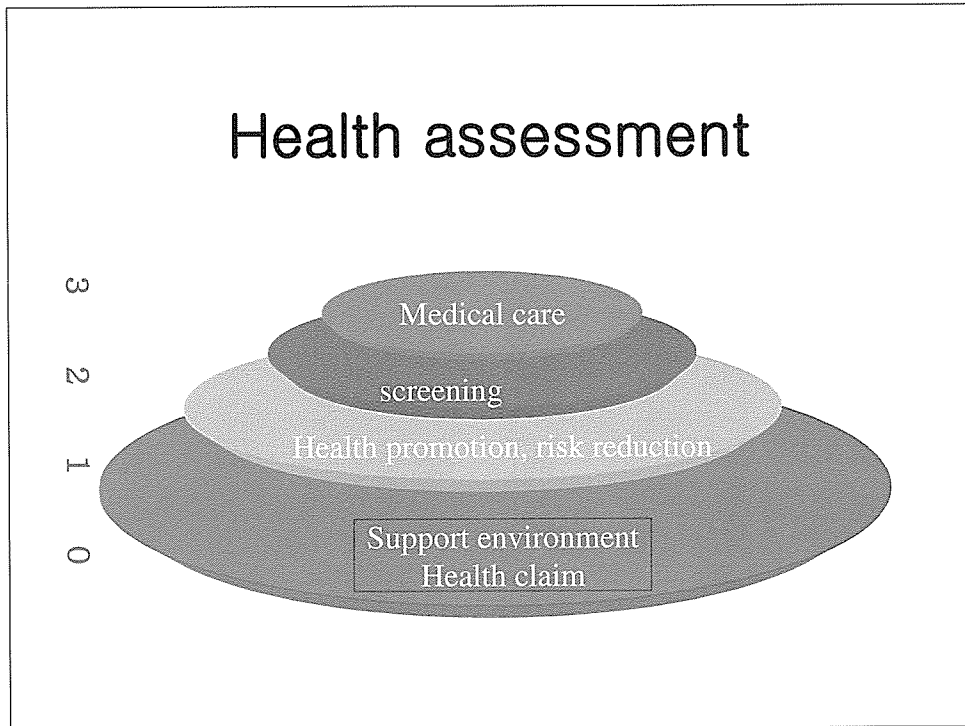 Health assessment
3
Medical care
2
screening
1
Health promotion, risk reduction
0
Support environment
Health claim